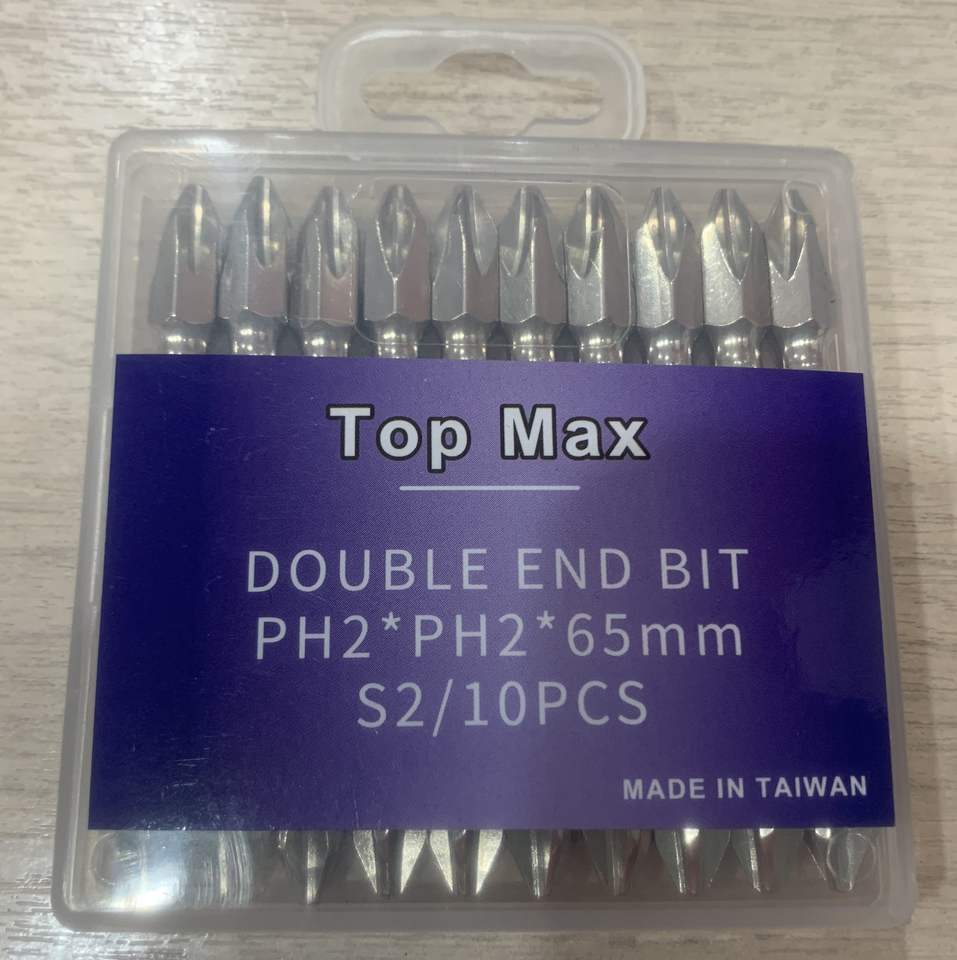 Top Max
DOUBLE END BIT
PH2*PH2*65mm
S2/10PCS
MADE IN TAIWAN